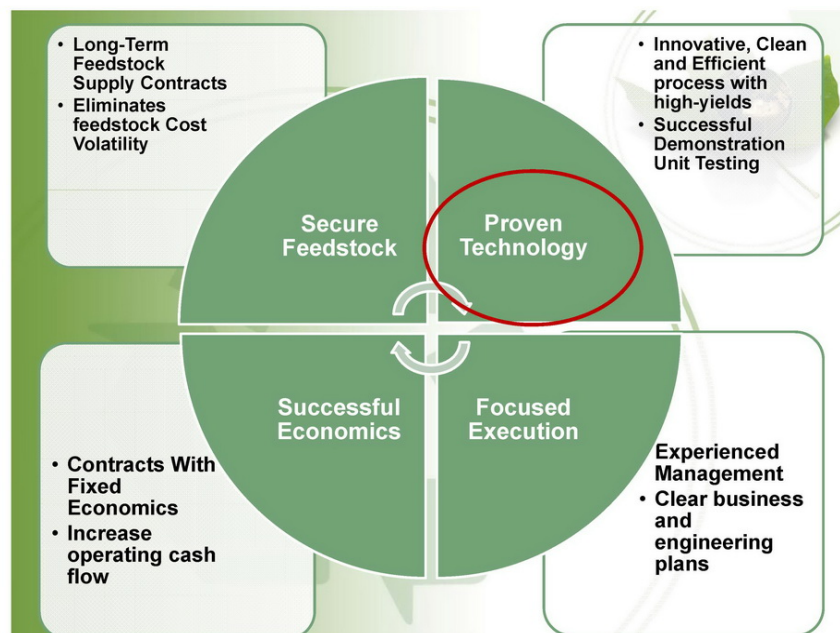 • Long-Term
Feedstock
Supply Contracts
• Eliminates
feedstock Cost
Volatility
• Innovative, Clean
and Efficient
process with
high-yields
• Successful
Demonstration
Unit Testing
Secure
Feedstock
Proven
Technology
Successful
Economics
Focused
Execution
• Contracts With
Fixed
Economics
• Increase
operating cash
flow
Experienced
Management
• Clear business
and
engineering
plans